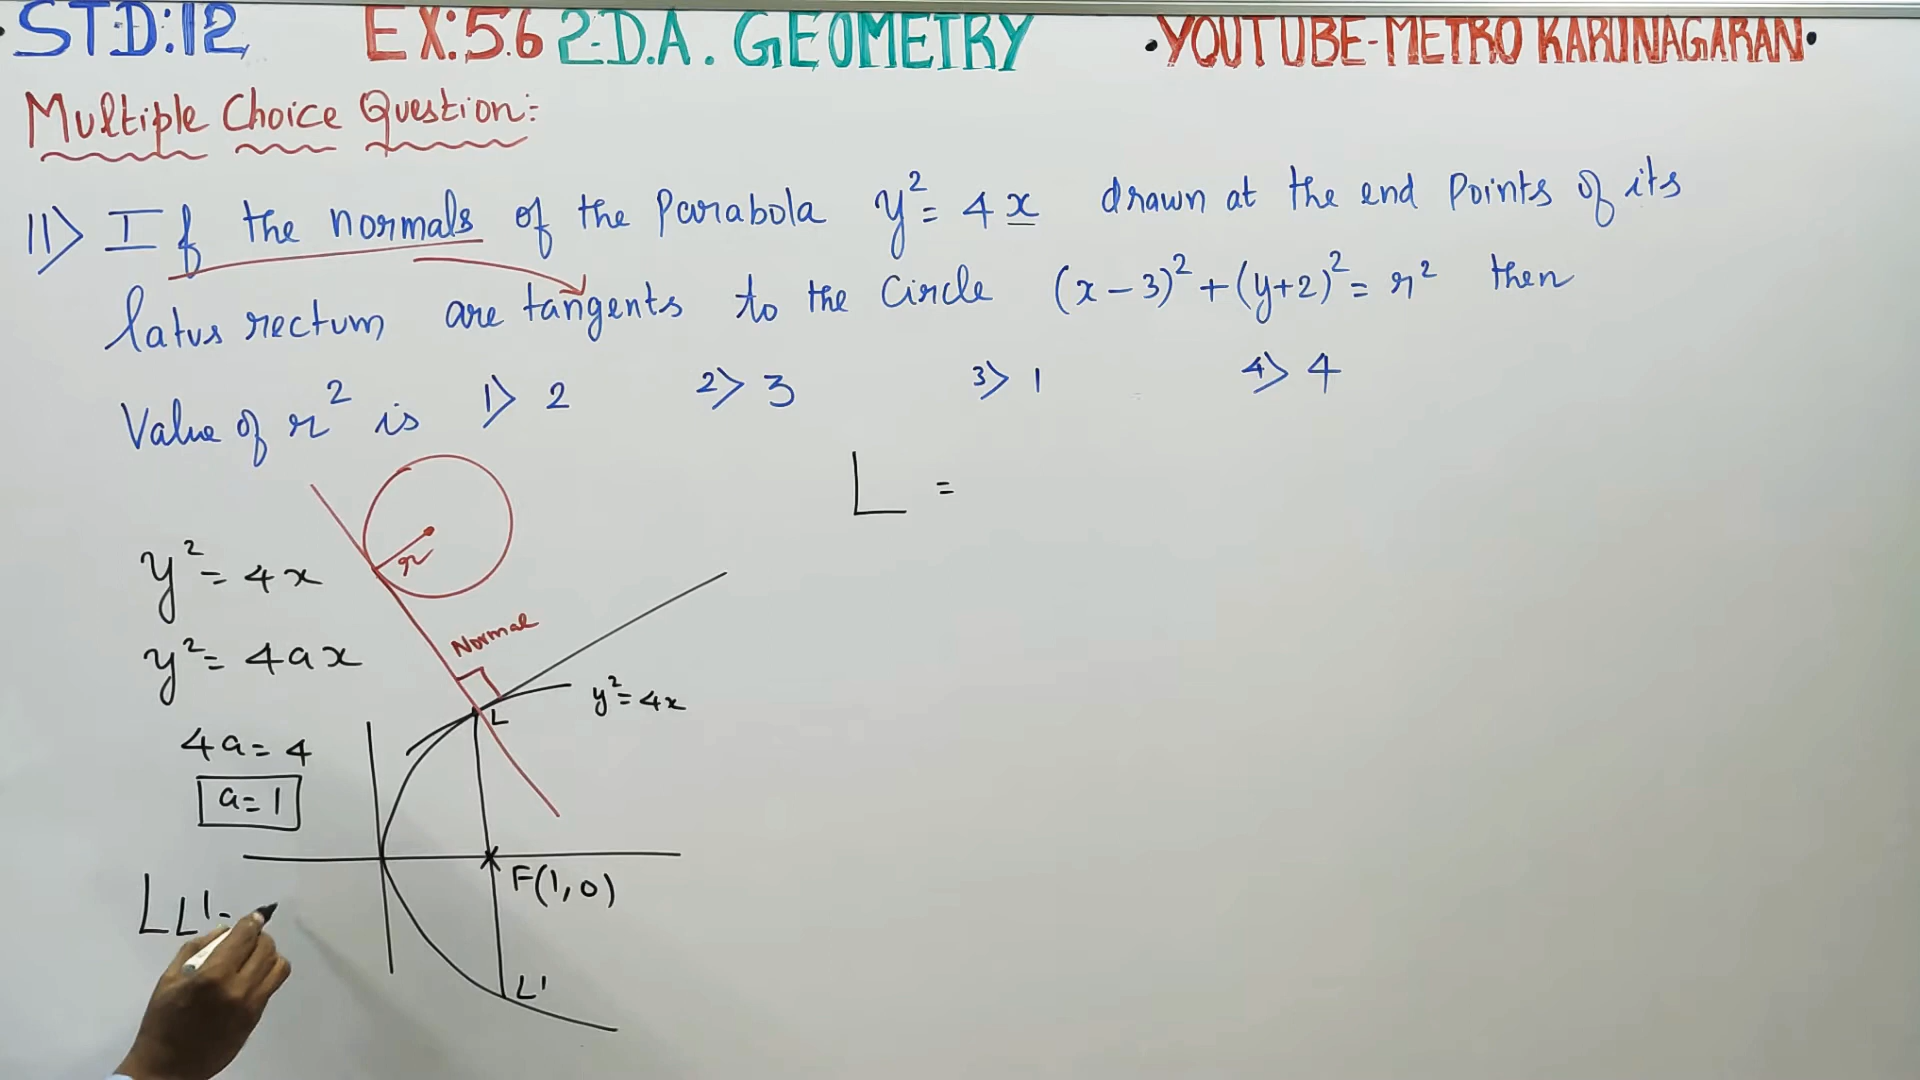 STD:12 EX:5.6 2-D.A. GEOMETRY •YOUTUBE-METRO KARUNAGARAN•
Multiple Choice Question:-
11) If the normals of the Parabola y² = 4x drawn at the end Points of its
latus rectum are tangents to the Circle (x-3)² + (y+2)² = r² then
Value of r² is 1) 2 2) 3 3) 1 4) 4
L =
r
y² = 4x
Normal
y² = 4ax
y² = 4x
L
4a = 4
a = 1
F(1,0)
LL' =
L'